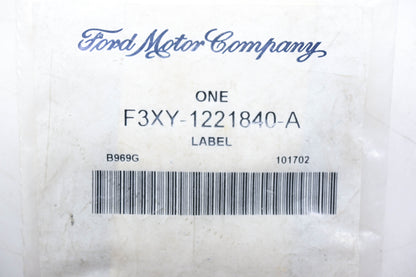 Ford Motor Company
ONE
F3XY-1221840-A
LABEL
B969G 101702